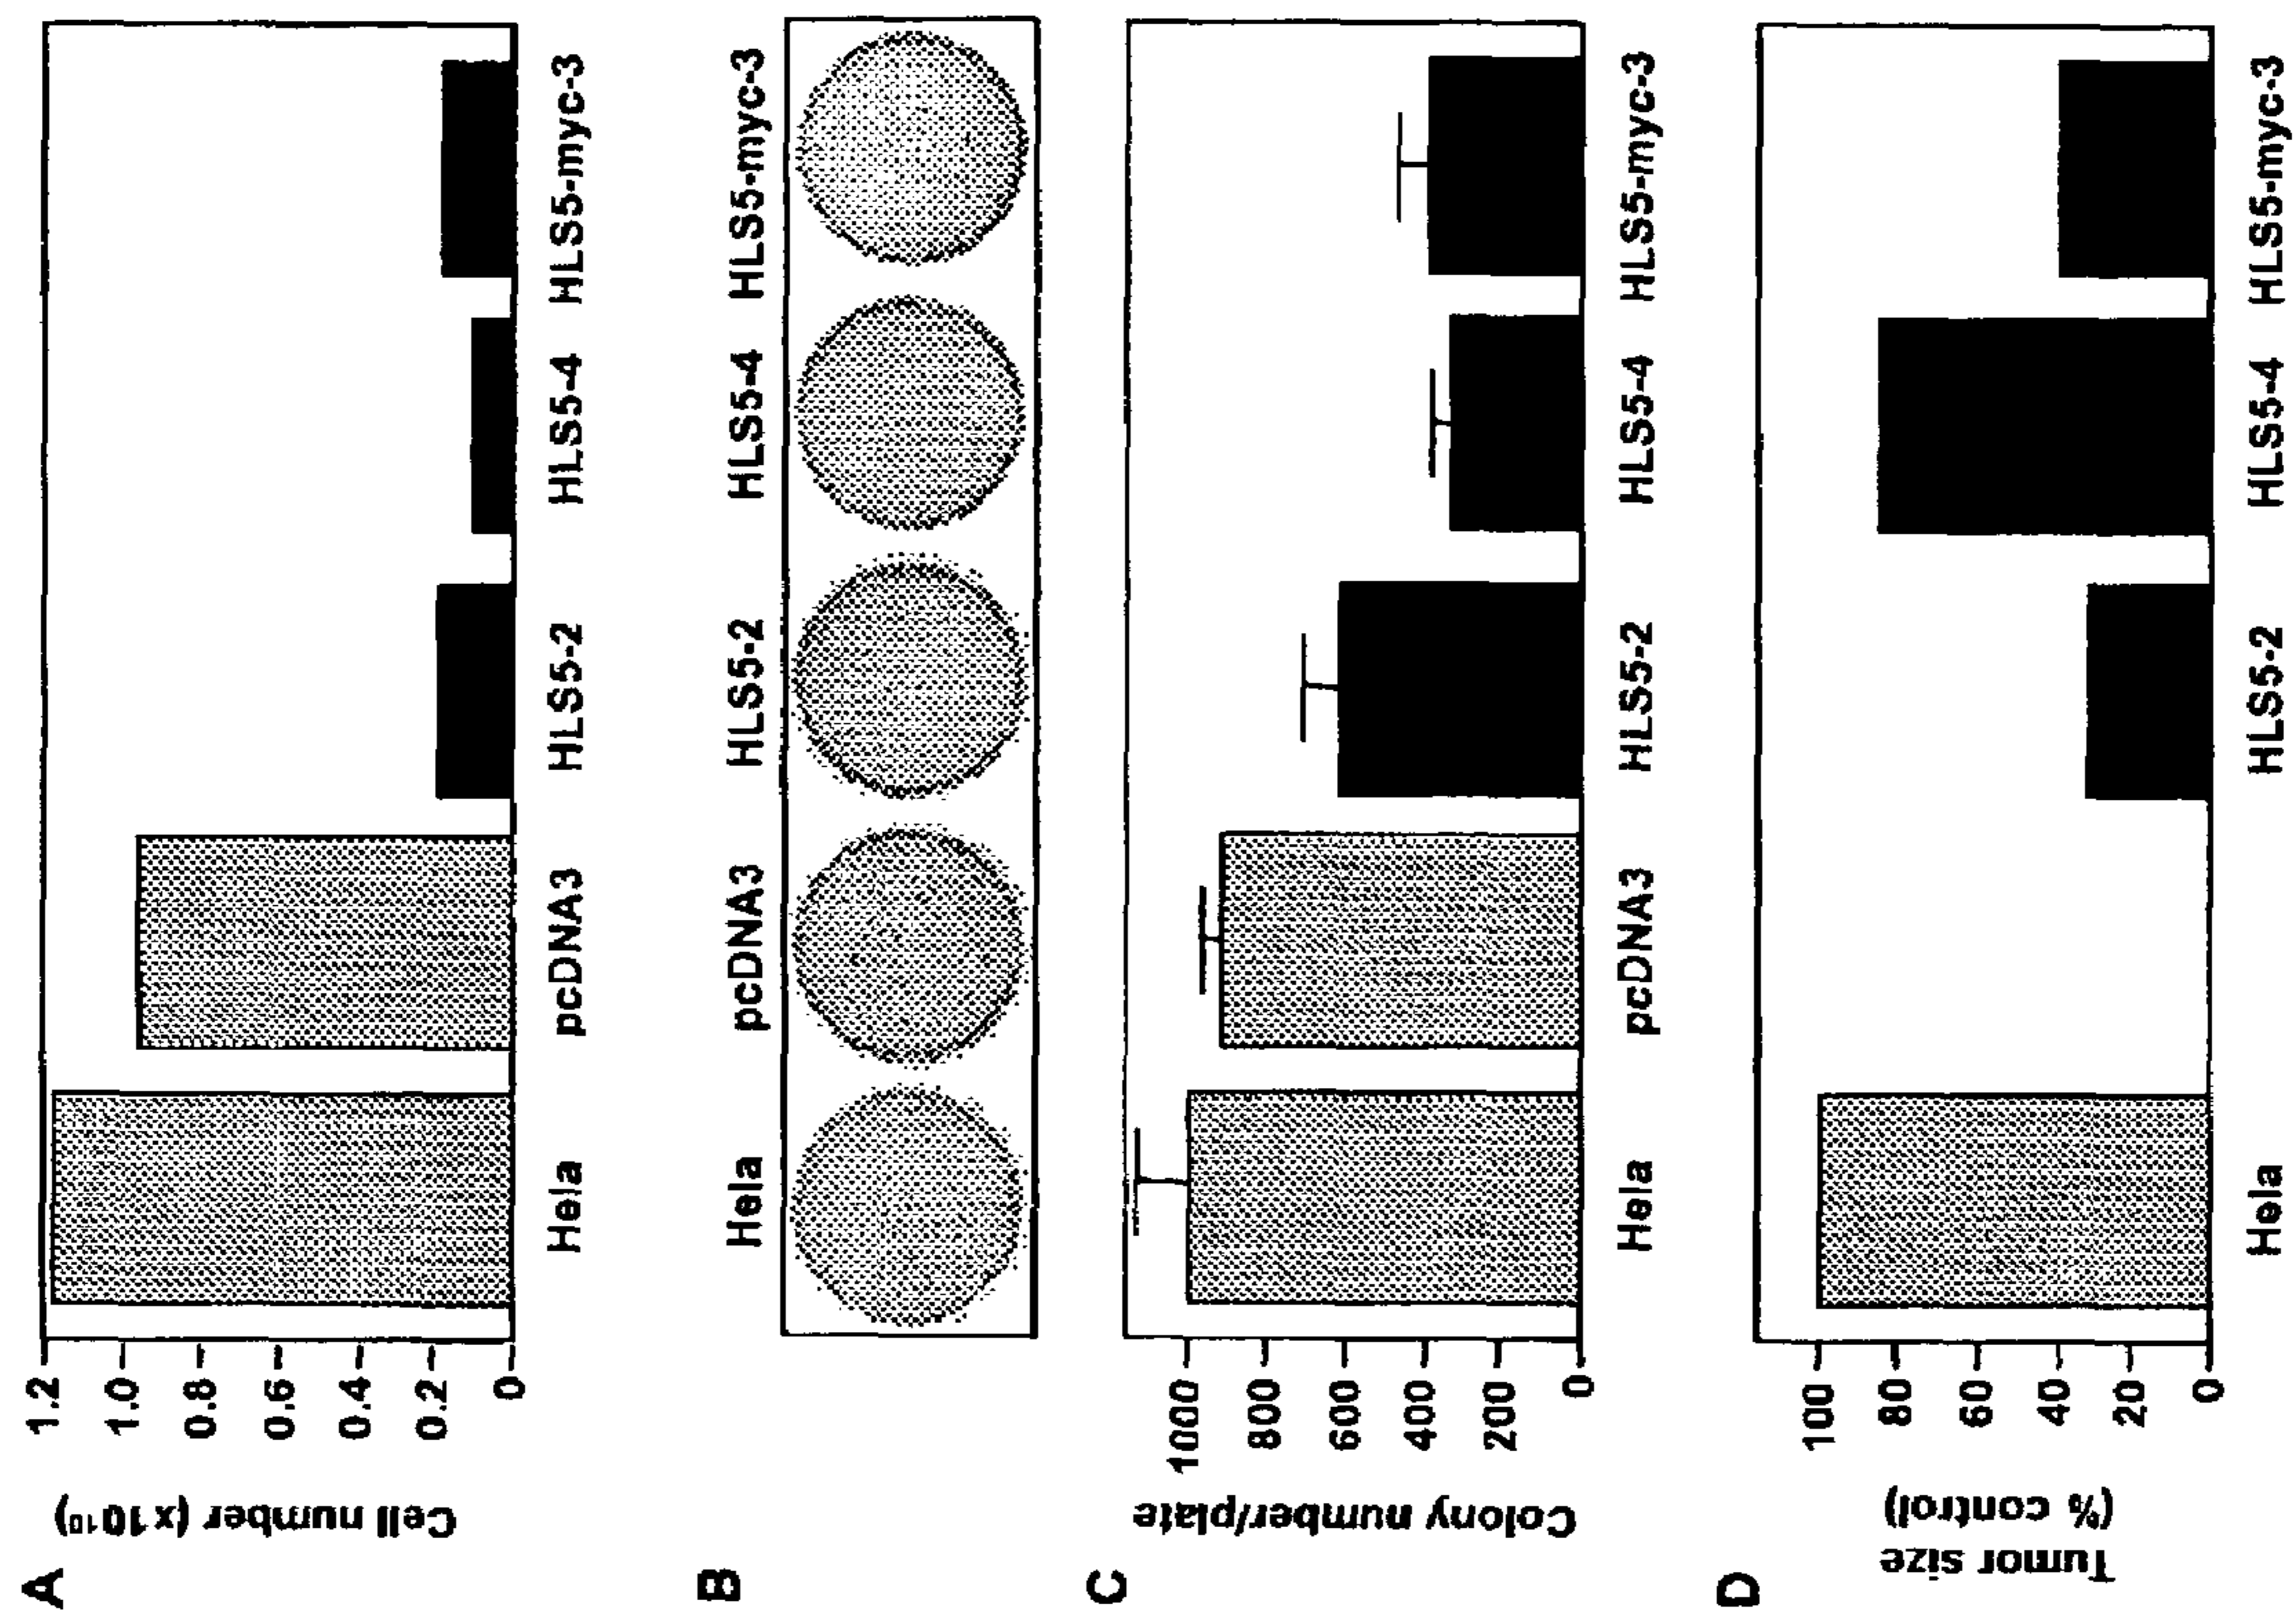 A
Cell number (x10¹⁰)
1.2
1.0
0.8
0.6
0.4
0.2
0
Hela pcDNA3 HLS5-2 HLS5-4 HLS5-myc-3
B
Hela pcDNA3 HLS5-2 HLS5-4 HLS5-myc-3
C
Colony number/plate
1000
800
600
400
200
0
Hela pcDNA3 HLS5-2 HLS5-4 HLS5-myc-3
D
Tumor size
(% control)
100
80
60
40
20
0
Hela HLS5-2 HLS5-4 HLS5-myc-3